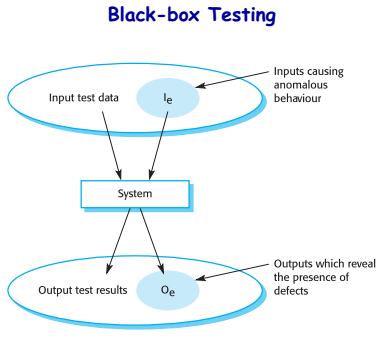 Black-box Testing
Inputs causing
anomalous
behaviour
Input test data
Ie
System
Outputs which reveal
the presence of
defects
Output test results
Oe